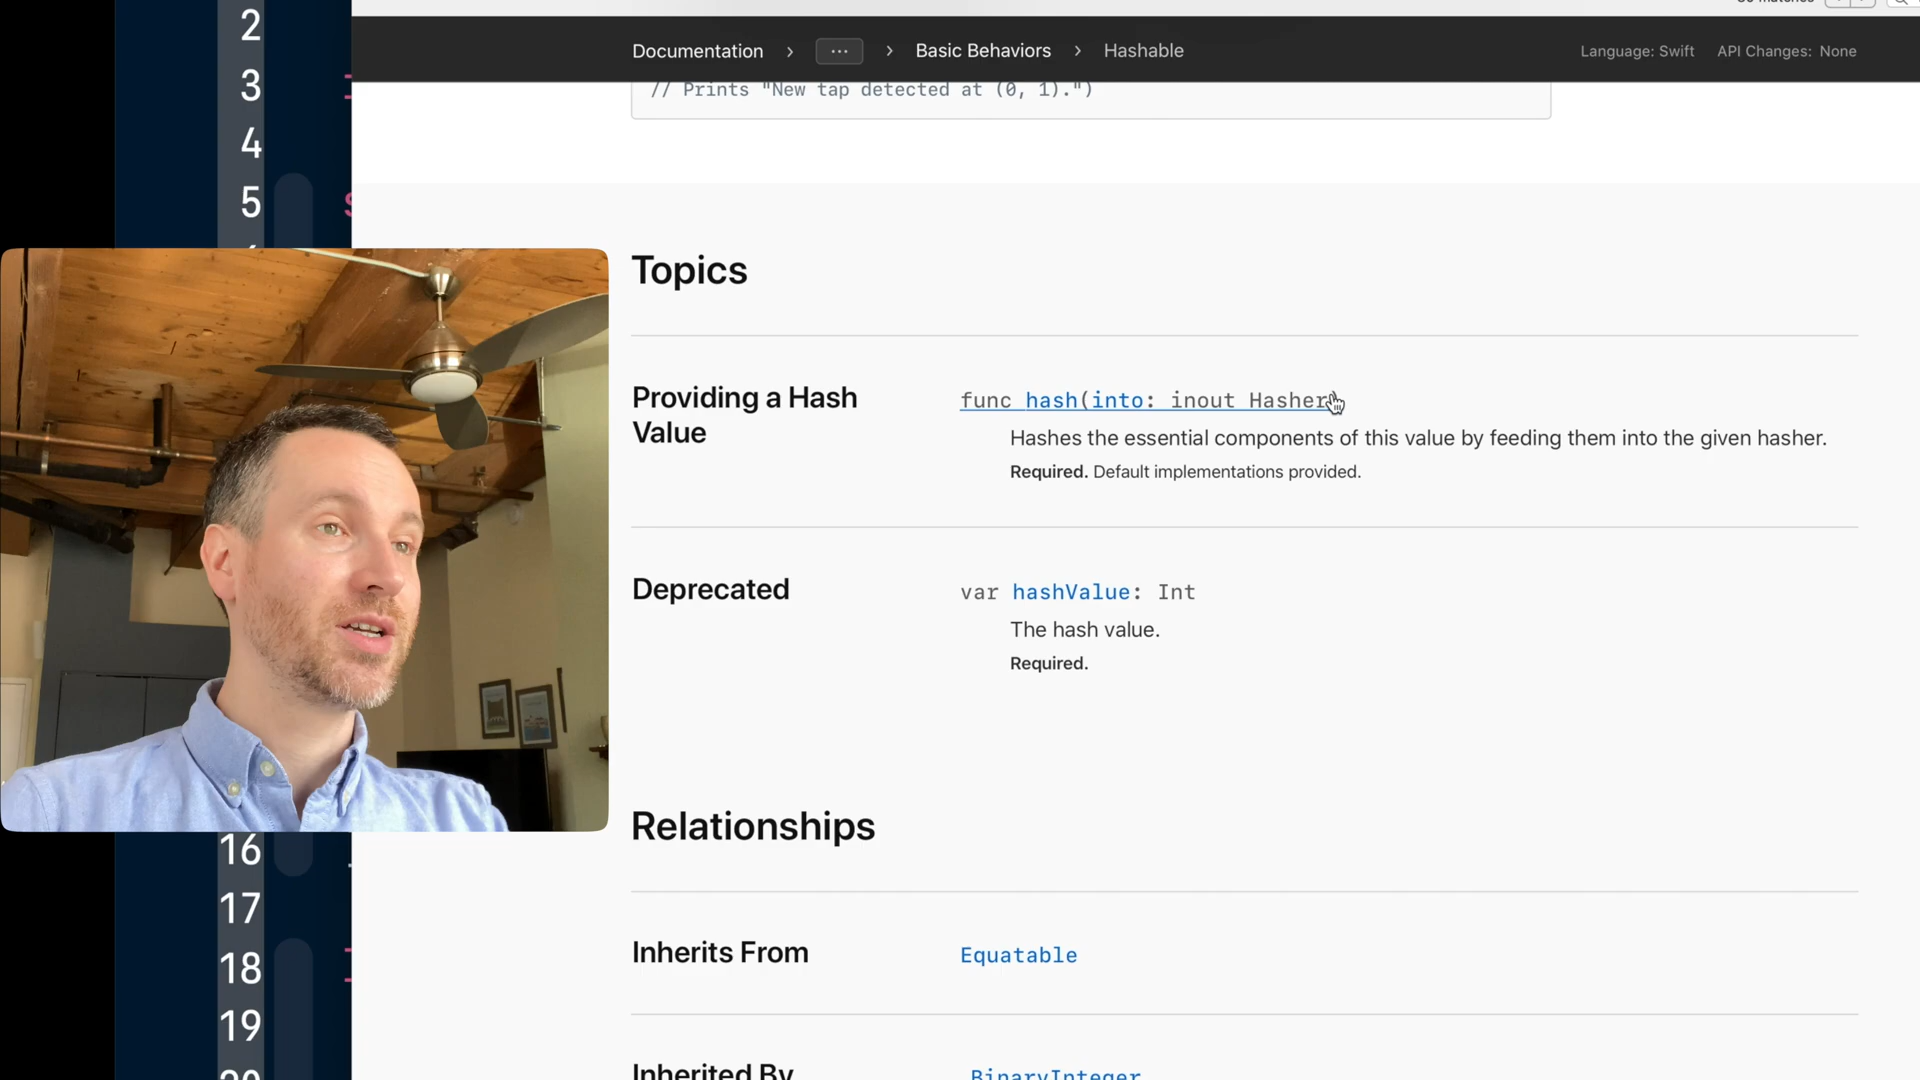 2
3
4
5
Documentation › ... › Basic Behaviors › Hashable
Language: Swift API Changes: None
// Prints "New tap detected at (0, 1).")
Topics
Providing a Hash
Value
func hash(into: inout Hasher
Hashes the essential components of this value by feeding them into the given hasher.
Required. Default implementations provided.
Deprecated
var hashValue: Int
The hash value.
Required.
Relationships
16
17
18
19
Inherits From
Equatable
Inherited By
BinaryInteger